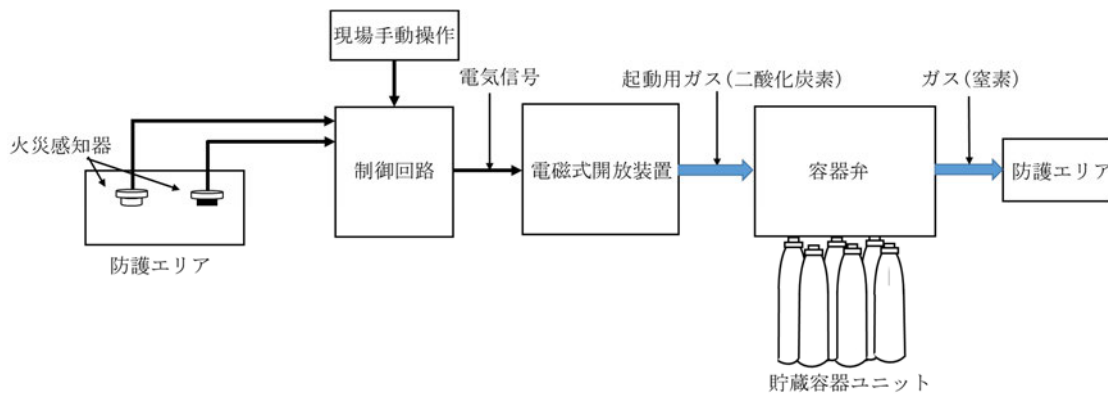 現場手動操作
電気信号
起動用ガス(二酸化炭素)
ガス(窒素)
火災感知器
制御回路
電磁式開放装置
容器弁
防護エリア
防護エリア
貯蔵容器ユニット